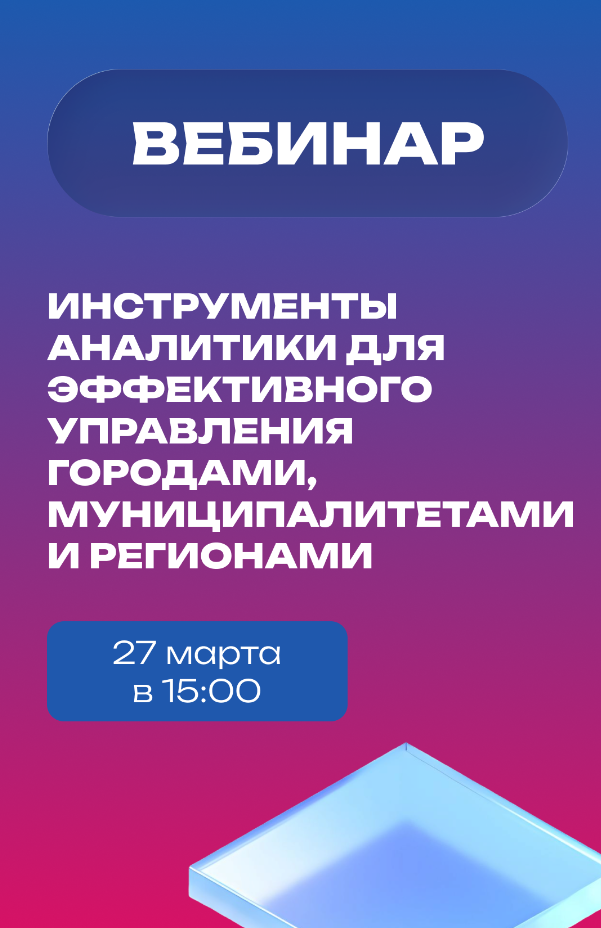 ВЕБИНАР
ИНСТРУМЕНТЫ
АНАЛИТИКИ ДЛЯ
ЭФФЕКТИВНОГО
УПРАВЛЕНИЯ
ГОРОДАМИ,
МУНИЦИПАЛИТЕТАМИ
И РЕГИОНАМИ
27 марта
в 15:00